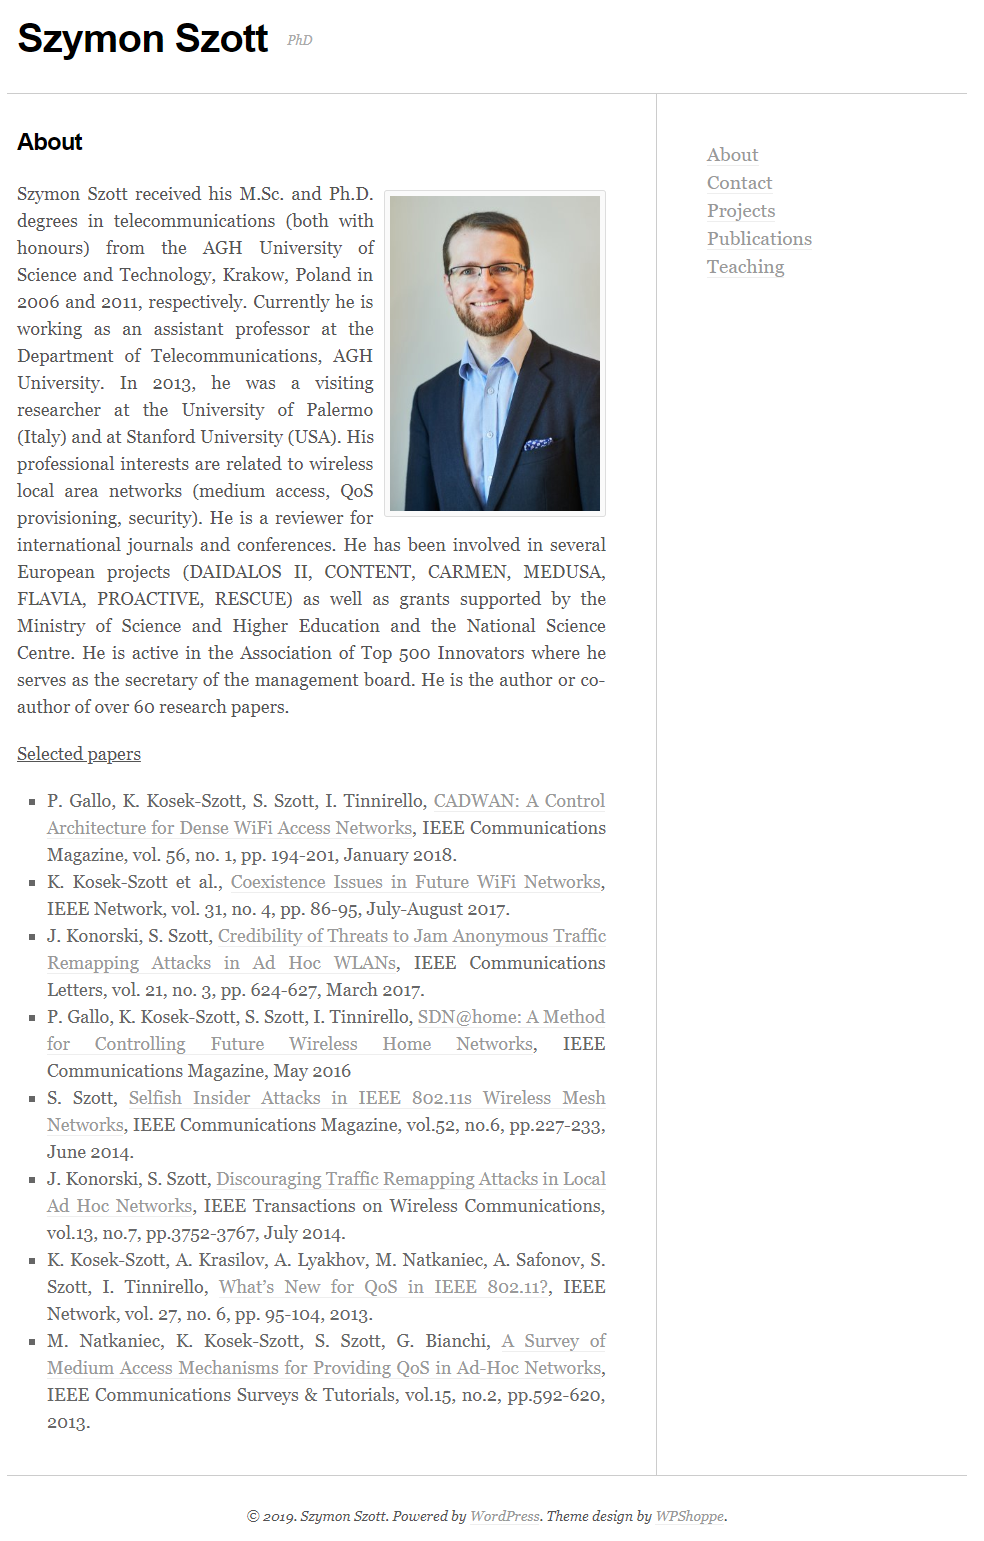 Szymon Szott PhD
About
Szymon Szott received his M.Sc. and Ph.D.
degrees in telecommunications (both with
honours) from the AGH University of
Science and Technology, Krakow, Poland in
2006 and 2011, respectively. Currently he is
working as an assistant professor at the
Department of Telecommunications, AGH
University. In 2013, he was a visiting
researcher at the University of Palermo
(Italy) and at Stanford University (USA). His
professional interests are related to wireless
local area networks (medium access, QoS
provisioning, security). He is a reviewer for
international journals and conferences. He has been involved in several
European projects (DAIDALOS II, CONTENT, CARMEN, MEDUSA,
FLAVIA, PROACTIVE, RESCUE) as well as grants supported by the
Ministry of Science and Higher Education and the National Science
Centre. He is active in the Association of Top 500 Innovators where he
serves as the secretary of the management board. He is the author or co-
author of over 60 research papers.
Selected papers
P. Gallo, K. Kosek-Szott, S. Szott, I. Tinnirello, CADWAN: A Control
Architecture for Dense WiFi Access Networks, IEEE Communications
Magazine, vol. 56, no. 1, pp. 194-201, January 2018.
K. Kosek-Szott et al., Coexistence Issues in Future WiFi Networks,
IEEE Network, vol. 31, no. 4, pp. 86-95, July-August 2017.
J. Konorski, S. Szott, Credibility of Threats to Jam Anonymous Traffic
Remapping Attacks in Ad Hoc WLANs, IEEE Communications
Letters, vol. 21, no. 3, pp. 624-627, March 2017.
P. Gallo, K. Kosek-Szott, S. Szott, I. Tinnirello, SDN@home: A Method
for Controlling Future Wireless Home Networks, IEEE
Communications Magazine, May 2016
S. Szott, Selfish Insider Attacks in IEEE 802.11s Wireless Mesh
Networks, IEEE Communications Magazine, vol.52, no.6, pp.227-233,
June 2014.
J. Konorski, S. Szott, Discouraging Traffic Remapping Attacks in Local
Ad Hoc Networks, IEEE Transactions on Wireless Communications,
vol.13, no.7, pp.3752-3767, July 2014.
K. Kosek-Szott, A. Krasilov, A. Lyakhov, M. Natkaniec, A. Safonov, S.
Szott, I. Tinnirello, What’s New for QoS in IEEE 802.11?, IEEE
Network, vol. 27, no. 6, pp. 95-104, 2013.
M. Natkaniec, K. Kosek-Szott, S. Szott, G. Bianchi, A Survey of
Medium Access Mechanisms for Providing QoS in Ad-Hoc Networks,
IEEE Communications Surveys & Tutorials, vol.15, no.2, pp.592-620,
2013.
About
Contact
Projects
Publications
Teaching
© 2019. Szymon Szott. Powered by WordPress. Theme design by WPShoppe.